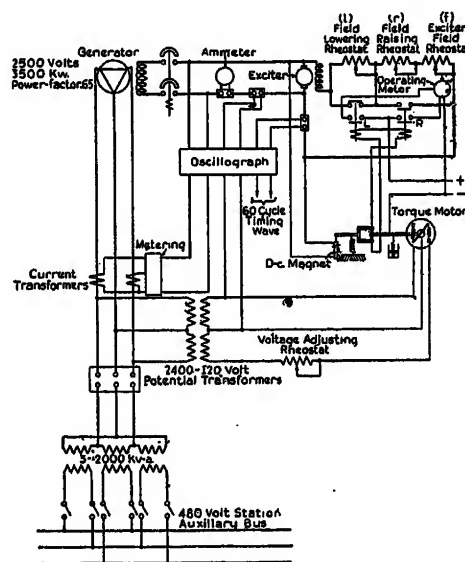 (l)
Field
Lowering
Rheostat
(r)
Field
Raising
Rheostat
(f)
Exciter
Field
Rheostat
Generator
2500 Volts
3500 Kw.
Power-factor.65
Ammeter
Exciter
Operating
Motor
L
R
Oscillograph
+
−
60 Cycle
Timing
Wave
Torque Motor
Metering
D-c. Magnet
Current
Transformers
Voltage Adjusting
Rheostat
2400-120 Volt
Potential Transformers
3-2000 Kv-a.
480 Volt Station
Auxiliary Bus